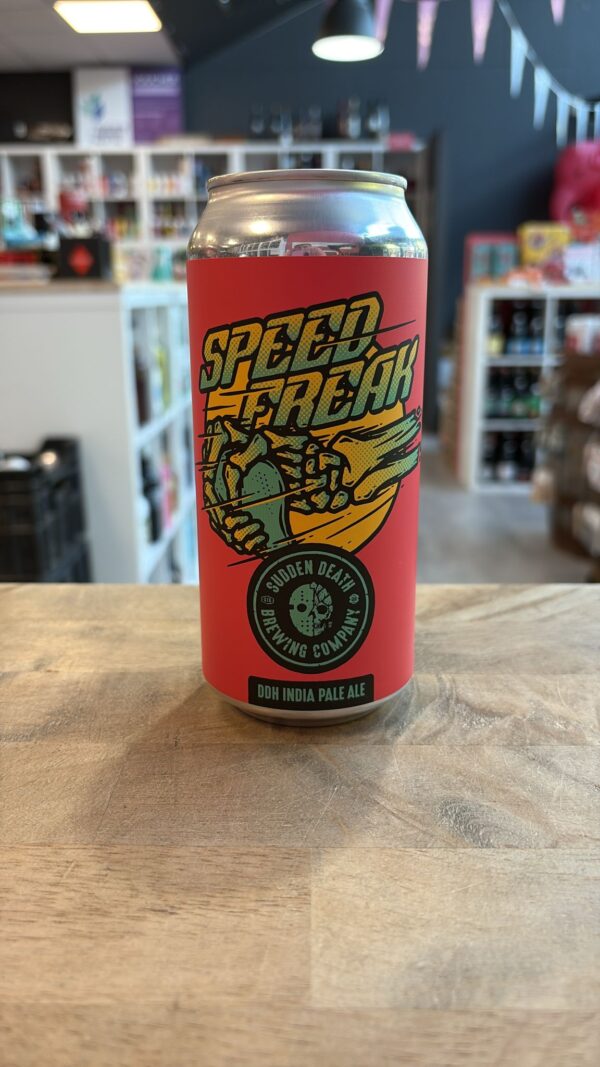 SPEED
FREAK
SUDDEN DEATH
BREWING COMPANY
DDH INDIA PALE ALE